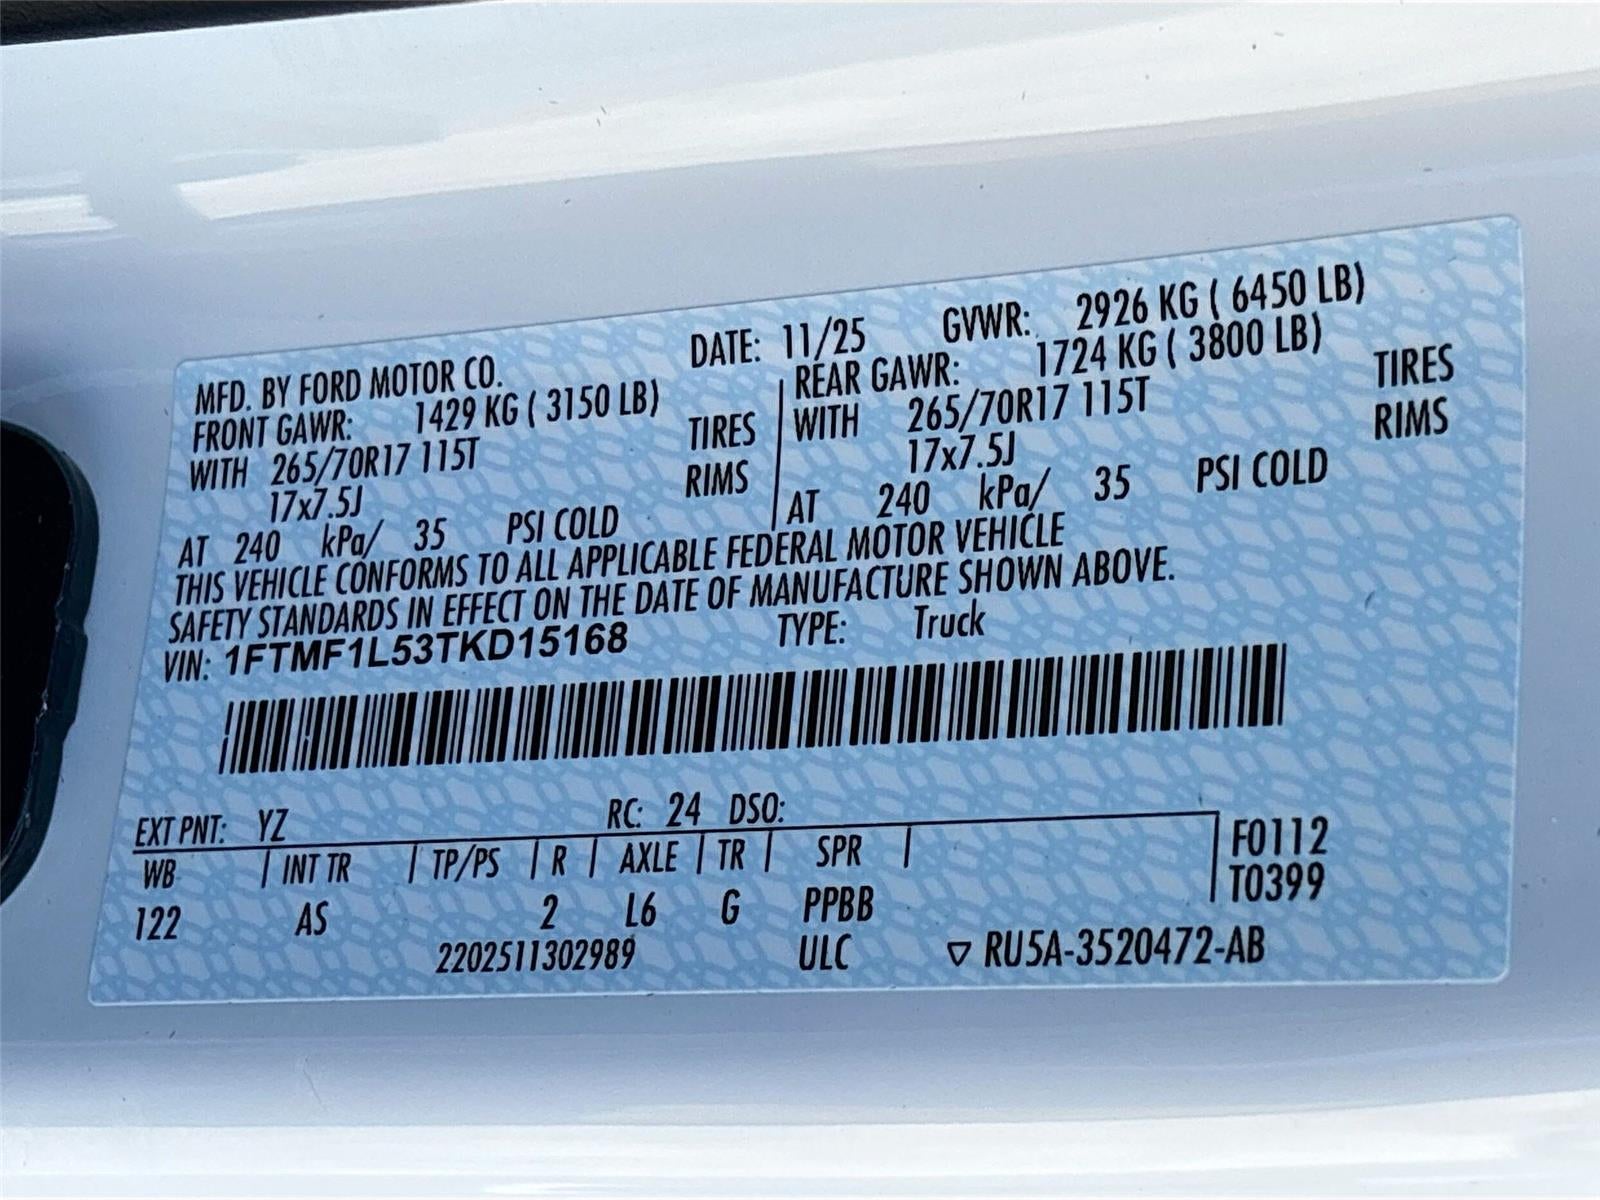 MFD. BY FORD MOTOR CO. DATE: 11/25 GVWR: 2926 KG ( 6450 LB)
FRONT GAWR: 1429 KG ( 3150 LB) REAR GAWR: 1724 KG ( 3800 LB)
WITH 265/70R17 115T TIRES WITH 265/70R17 115T TIRES
17x7.5J RIMS 17x7.5J RIMS
AT 240 kPa/ 35 PSI COLD AT 240 kPa/ 35 PSI COLD
THIS VEHICLE CONFORMS TO ALL APPLICABLE FEDERAL MOTOR VEHICLE
SAFETY STANDARDS IN EFFECT ON THE DATE OF MANUFACTURE SHOWN ABOVE.
VIN: 1FTMF1L53TKD15168 TYPE: Truck
EXT PNT: YZ RC: 24 DSO:
WB INT TR TP/PS R AXLE TR SPR F0112
122 AS 2 L6 G PPBB T0399
2202511302989 ULC ▽ RU5A-3520472-AB